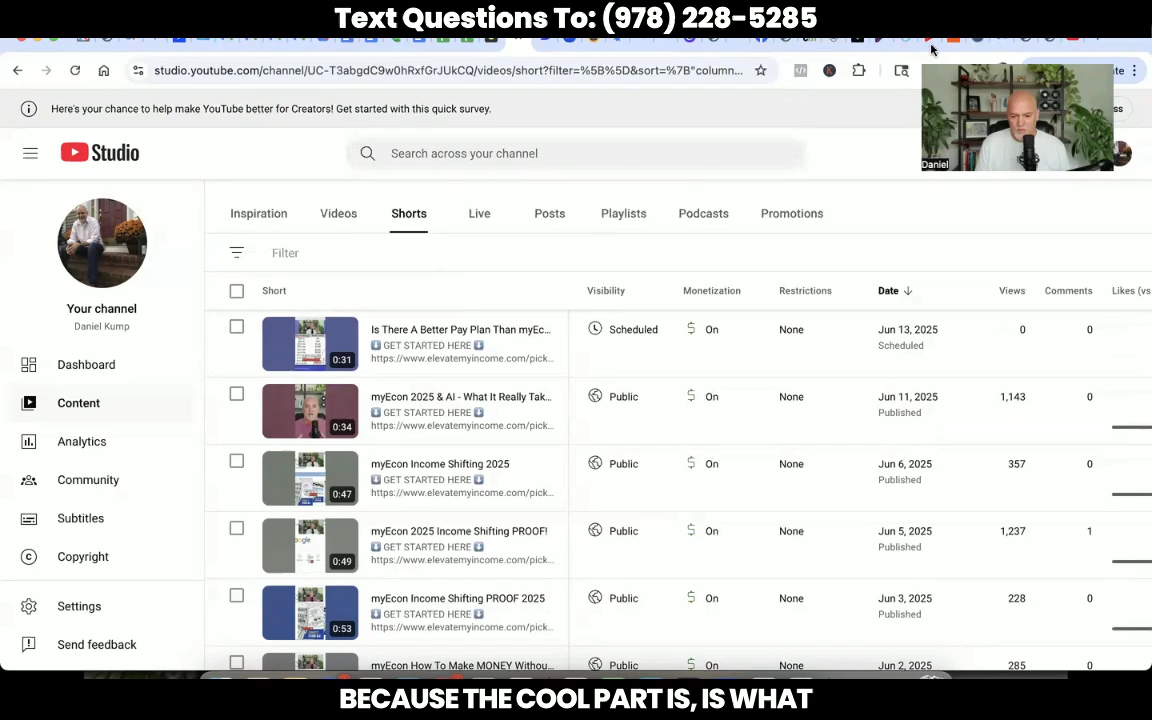 Text Questions To: (978) 228-5285
studio.youtube.com/channel/UC-T3abgdC9w0hRxfGrJUkCQ/videos/short?filter=%5B%5D&sort=%7B"column...
Here's your chance to help make YouTube better for Creators! Get started with this quick survey.
Studio
Search across your channel
Daniel
Your channel
Daniel Kump
Dashboard
Content
Analytics
Community
Subtitles
Copyright
Settings
Send feedback
Inspiration Videos Shorts Live Posts Playlists Podcasts Promotions
Filter
Short Visibility Monetization Restrictions Date Views Comments Likes (vs
Is There A Better Pay Plan Than myEc... Scheduled $ On None Jun 13, 2025 0 0
⬇️ GET STARTED HERE ⬇️ Scheduled
https://www.elevatemyincome.com/pick...
0:31
myEcon 2025 & AI - What It Really Tak... Public $ On None Jun 11, 2025 1,143 0
⬇️ GET STARTED HERE ⬇️ Published
https://www.elevatemyincome.com/pick...
0:34
myEcon Income Shifting 2025 Public $ On None Jun 6, 2025 357 0
⬇️ GET STARTED HERE ⬇️ Published
https://www.elevatemyincome.com/pick...
0:47
myEcon 2025 Income Shifting PROOF! Public $ On None Jun 5, 2025 1,237 1
⬇️ GET STARTED HERE ⬇️ Published
https://www.elevatemyincome.com/pick...
0:49
myEcon Income Shifting PROOF 2025 Public $ On None Jun 3, 2025 228 0
⬇️ GET STARTED HERE ⬇️ Published
https://www.elevatemyincome.com/pick...
0:53
myEcon How To Make MONEY Withou... Public $ On None Jun 2, 2025 285 0
BECAUSE THE COOL PART IS, IS WHAT